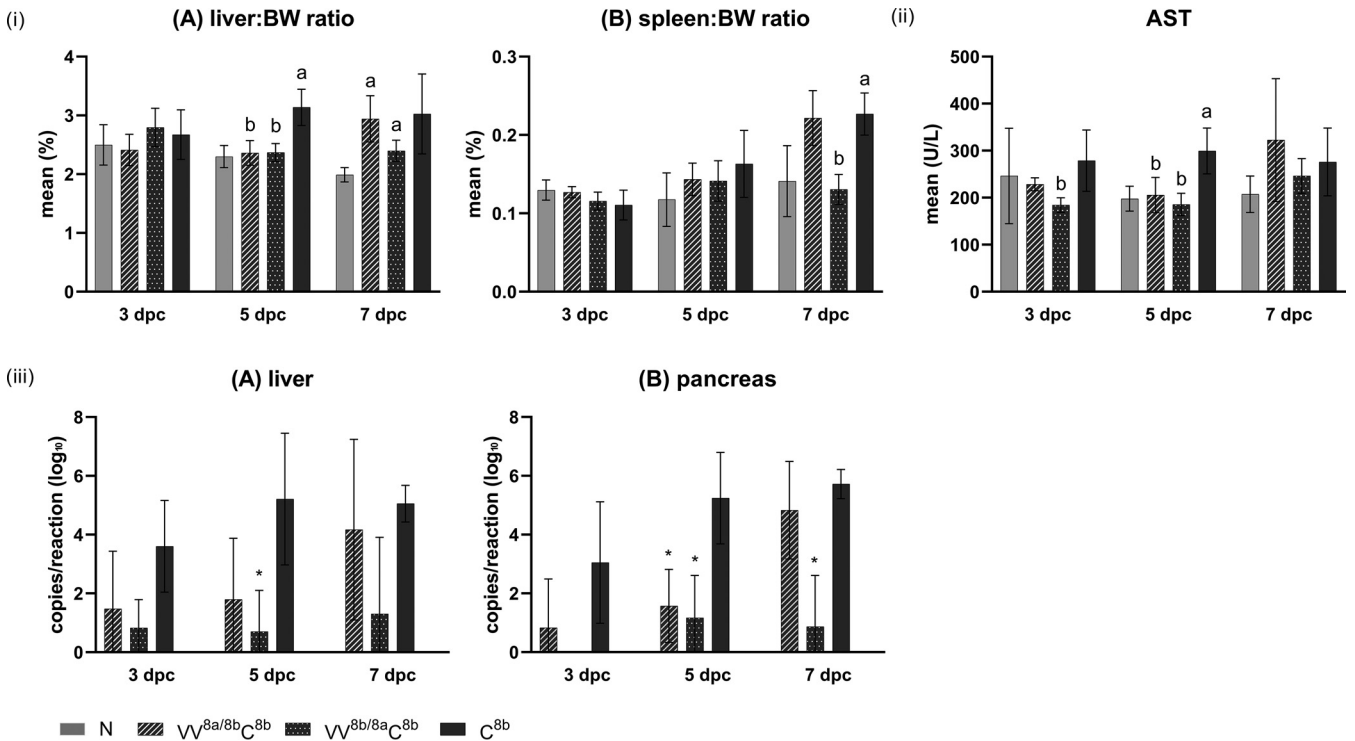 (i)
(A) liver:BW ratio
mean (%)
4
3
2
1
0
a
b b
a
a
3 dpc 5 dpc 7 dpc
(B) spleen:BW ratio
mean (%)
0.3
0.2
0.1
0.0
a
b
3 dpc 5 dpc 7 dpc
(ii)
AST
mean (U/L)
500
400
300
200
100
0
b
b b
a
3 dpc 5 dpc 7 dpc
(iii)
(A) liver
copies/reaction (log₁₀)
8
6
4
2
0
*
3 dpc 5 dpc 7 dpc
(B) pancreas
copies/reaction (log₁₀)
8
6
4
2
0
* *
*
3 dpc 5 dpc 7 dpc
N VV⁸ᵃ/⁸ᵇC⁸ᵇ VV⁸ᵇ/⁸ᵃC⁸ᵇ C⁸ᵇ